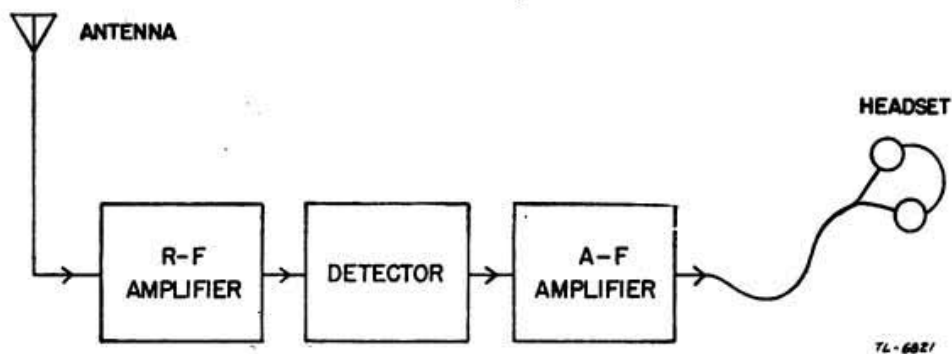 ANTENNA
HEADSET
R-F
AMPLIFIER
DETECTOR
A-F
AMPLIFIER
TL-6821